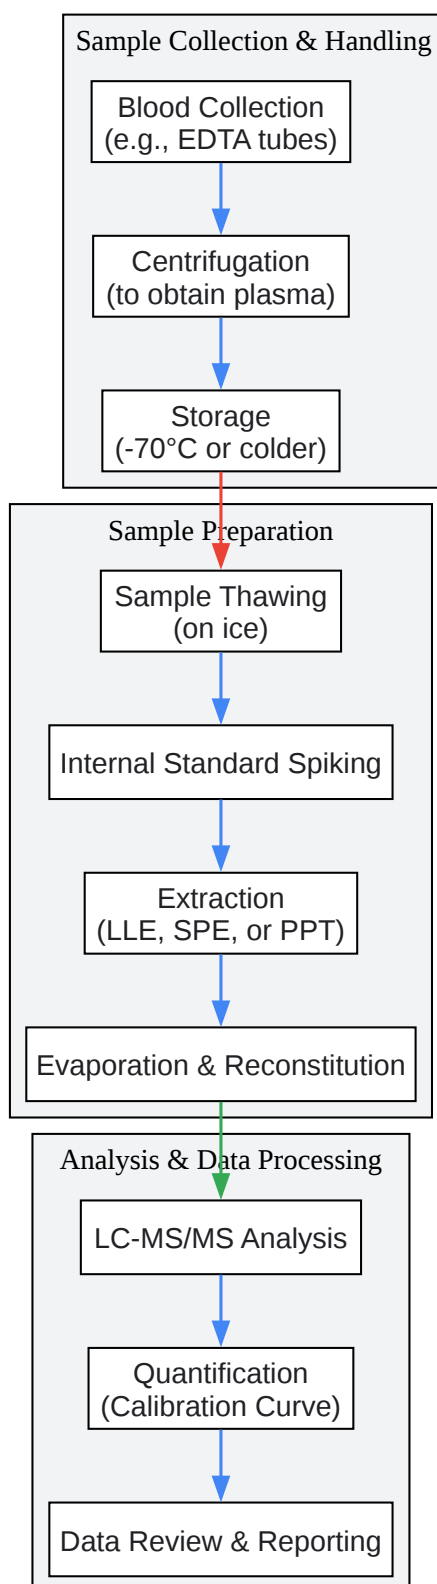 Sample Collection & Handling
Blood Collection
(e.g., EDTA tubes)
Centrifugation
(to obtain plasma)
Storage
(-70°C or colder)
Sample Preparation
Sample Thawing
(on ice)
Internal Standard Spiking
Extraction
(LLE, SPE, or PPT)
Evaporation & Reconstitution
Analysis & Data Processing
LC-MS/MS Analysis
Quantification
(Calibration Curve)
Data Review & Reporting